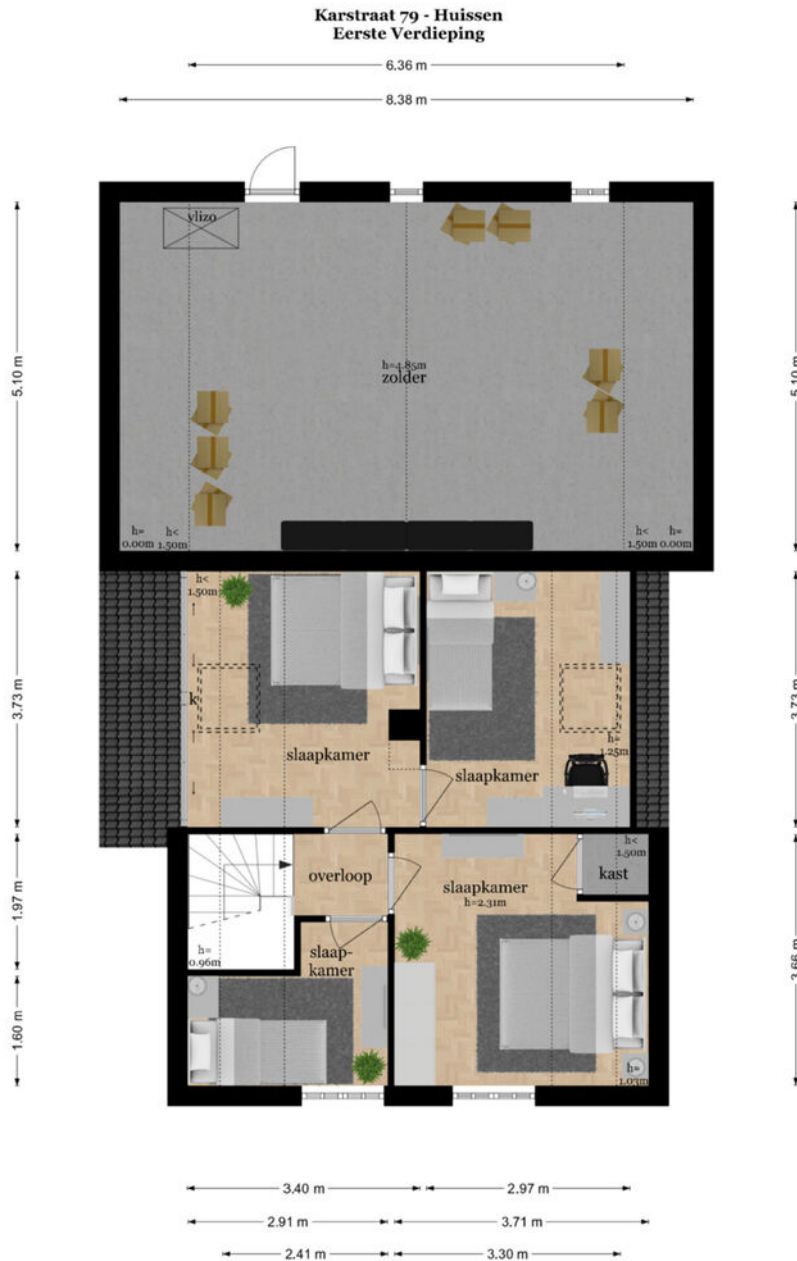 Karstraat 79 - Huissen
Eerste Verdieping
6.36 m
8.38 m
vlizo
5.10 m
5.10 m
h=4.85m
zolder
h=
0.00m
h<
1.50m
h<
1.50m
h=
0.00m
h<
1.50m
3.73 m
3.73 m
k
h=
1.25m
slaapkamer
slaapkamer
1.97 m
overloop
slaapkamer
h=2.31m
h<
1.50m
kast
h=
0.96m
slaap-
kamer
3.66 m
1.60 m
h=
1.03m
3.40 m
2.97 m
2.91 m
3.71 m
2.41 m
3.30 m